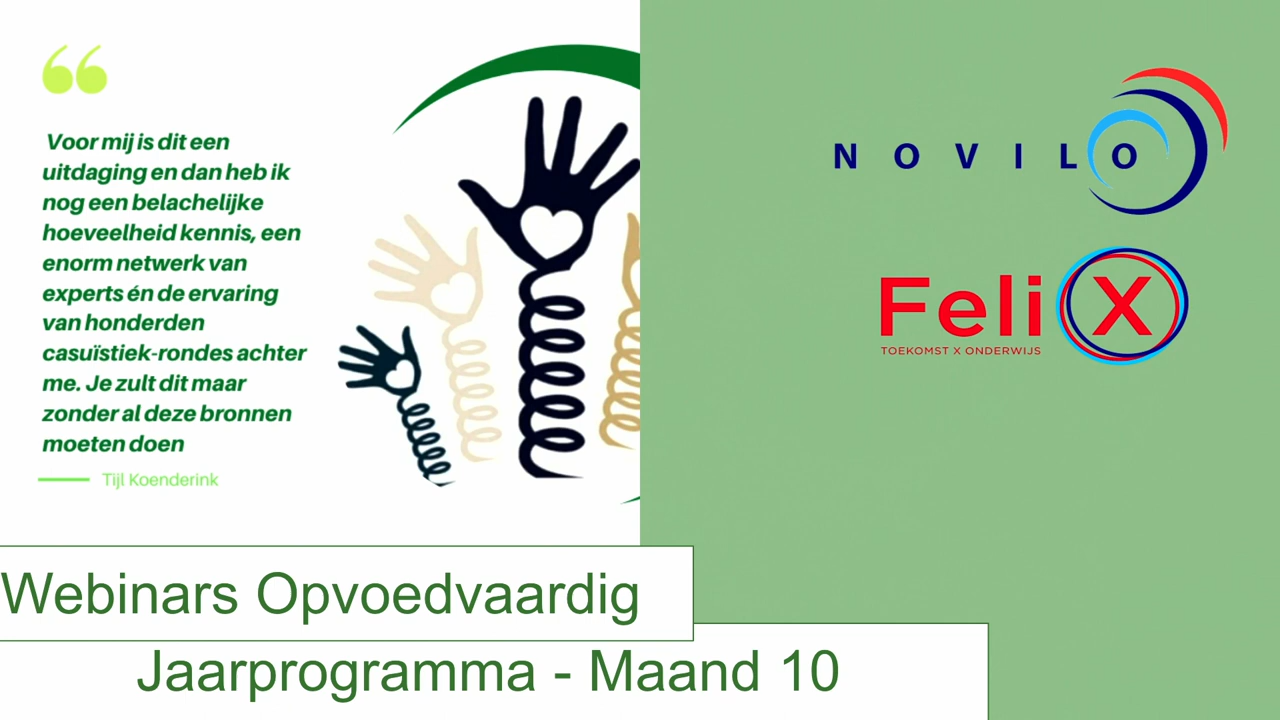 Voor mij is dit een
uitdaging en dan heb ik
nog een belachelijke
hoeveelheid kennis, een
enorm netwerk van
experts én de ervaring
van honderden
casuïstiek-rondes achter
me. Je zult dit maar
zonder al deze bronnen
moeten doen
Tijl Koenderink
NOVILO
FeliX
TOEKOMST X ONDERWIJS
Webinars Opvoedvaardig
Jaarprogramma - Maand 10